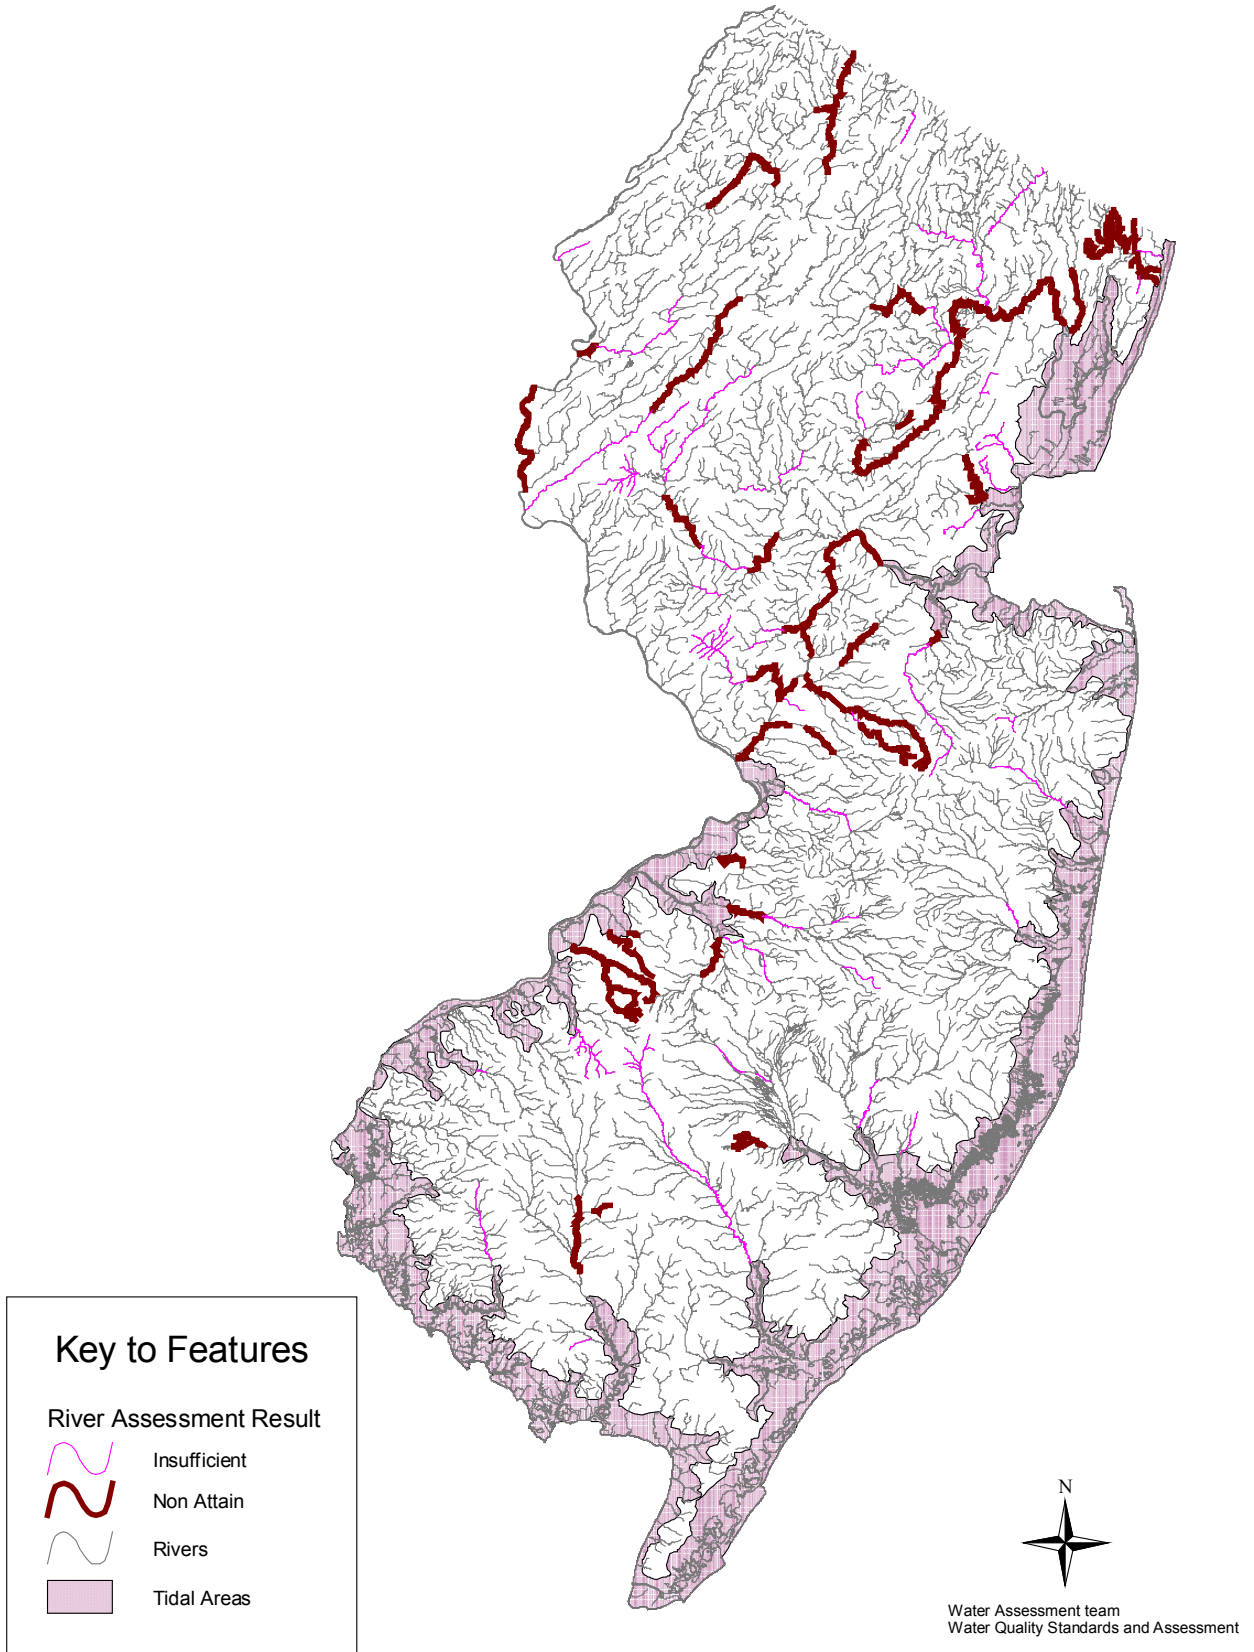 Key to Features
River Assessment Result
Insufficient
Non Attain
Rivers
Tidal Areas
N
Water Assessment team
Water Quality Standards and Assessment